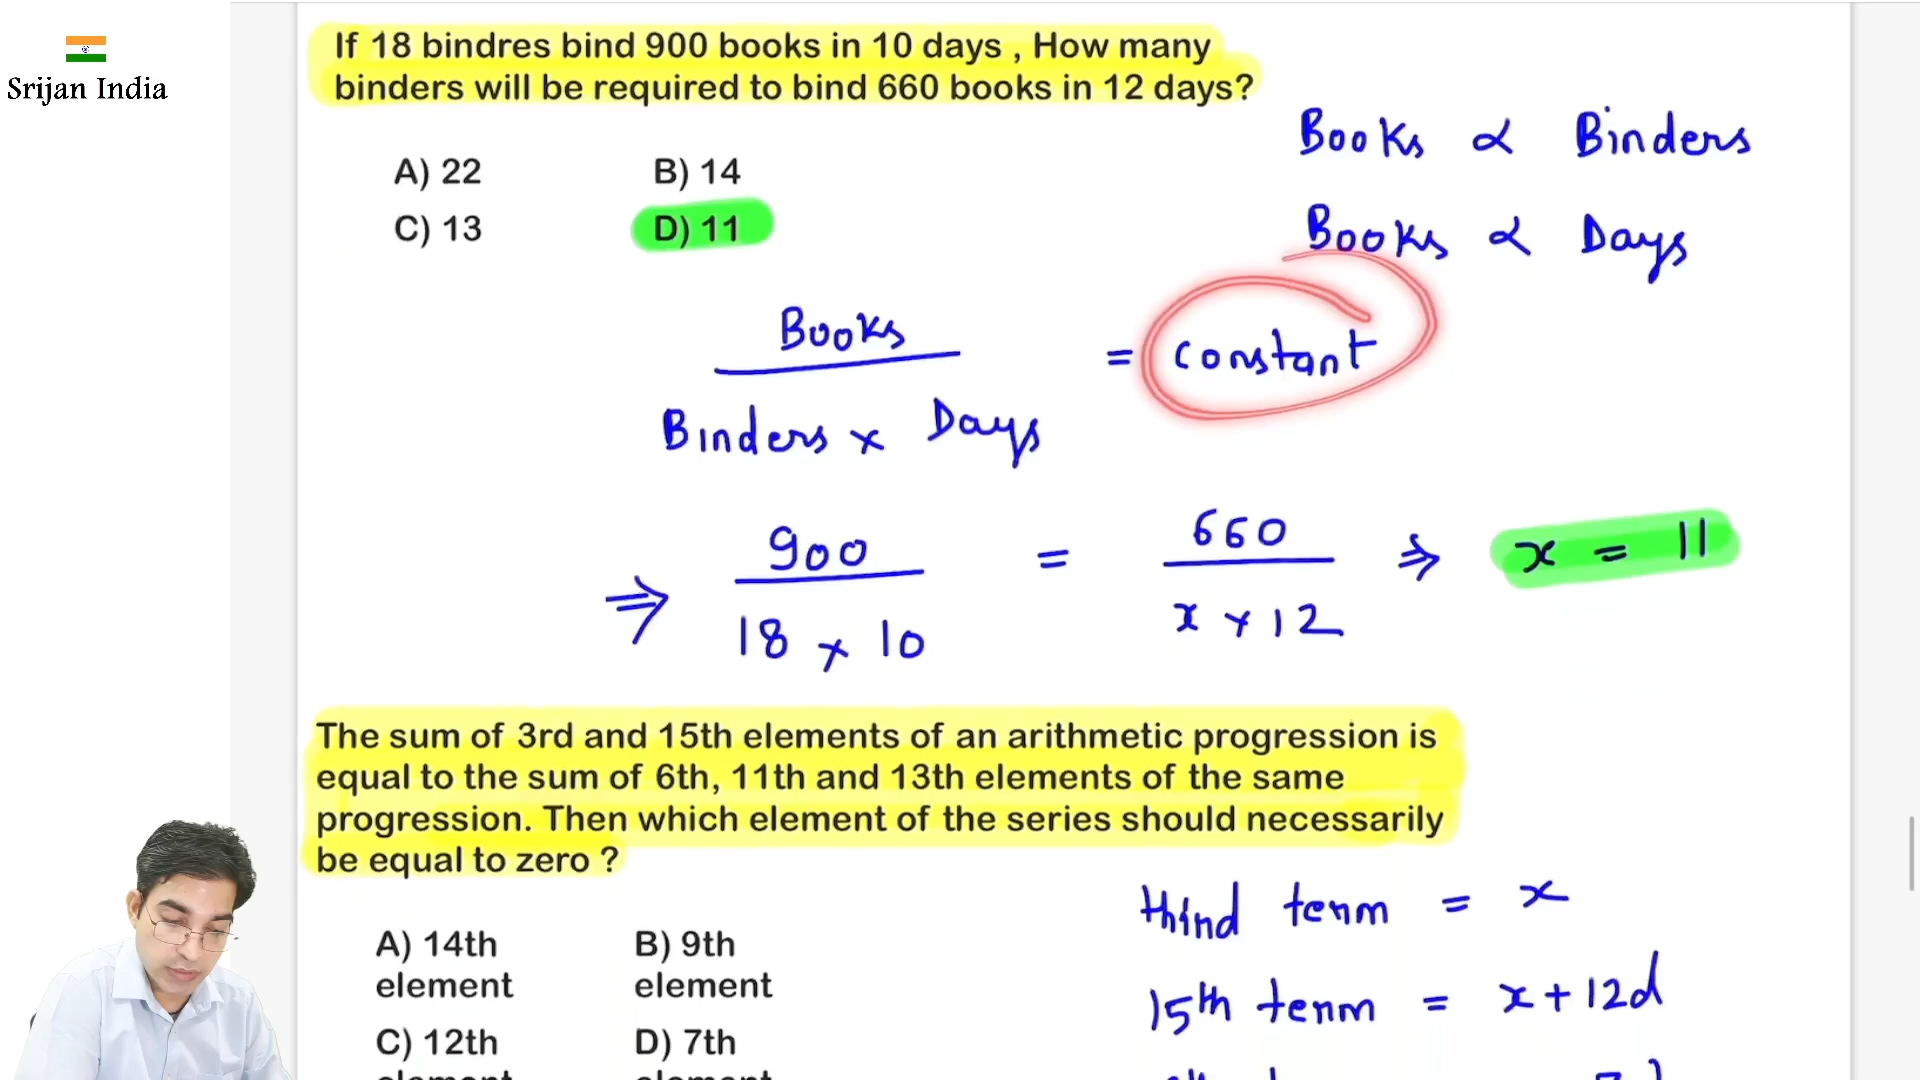 Srijan India
If 18 bindres bind 900 books in 10 days , How many
binders will be required to bind 660 books in 12 days?
A) 22 B) 14
C) 13 D) 11
Books ∝ Binders
Books ∝ Days
Books
Binders × Days
= constant
⇒ 900 / 18 × 10 = 660 / x × 12 ⇒ x = 11
The sum of 3rd and 15th elements of an arithmetic progression is
equal to the sum of 6th, 11th and 13th elements of the same
progression. Then which element of the series should necessarily
be equal to zero ?
A) 14th B) 9th
element element
C) 12th D) 7th
third term = x
15th term = x + 12d